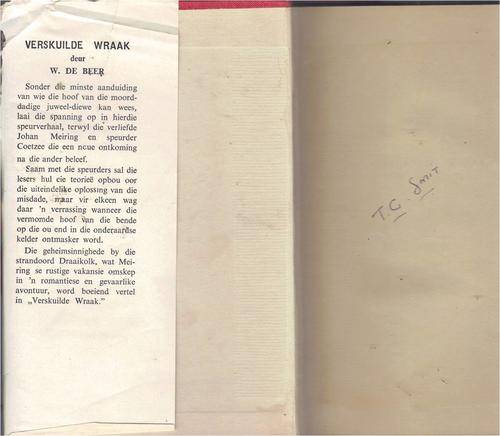 VERSKUILDE WRAAK
deur
W. DE BEER
Sonder die minste aanduiding
van wie die hoof van die moord-
dadige juweel-diewe kan wees,
laai die spanning op in hierdie
speurverhaal, terwyl die verliefde
Johan Meiring en speurder
Coetzee die een noue ontkoming
na die ander beleef.
Saam met die speurders sal die
lesers hul eie teorieë opbou oor
die uiteindelike oplossing van die
misdade, maar vir elkeen wag
daar 'n verrassing wanneer die
vermomde hoof van die bende
op die ou end in die onderaardse
kelder ontmasker word.
Die geheimsinnighede by die
strandoord Draaikolk, wat Mei-
ring se rustige vakansie omskep
in 'n romantiese en gevaarlike
avontuur, word boeiend vertel
in „Verskuilde Wraak.”
T. G. Smit